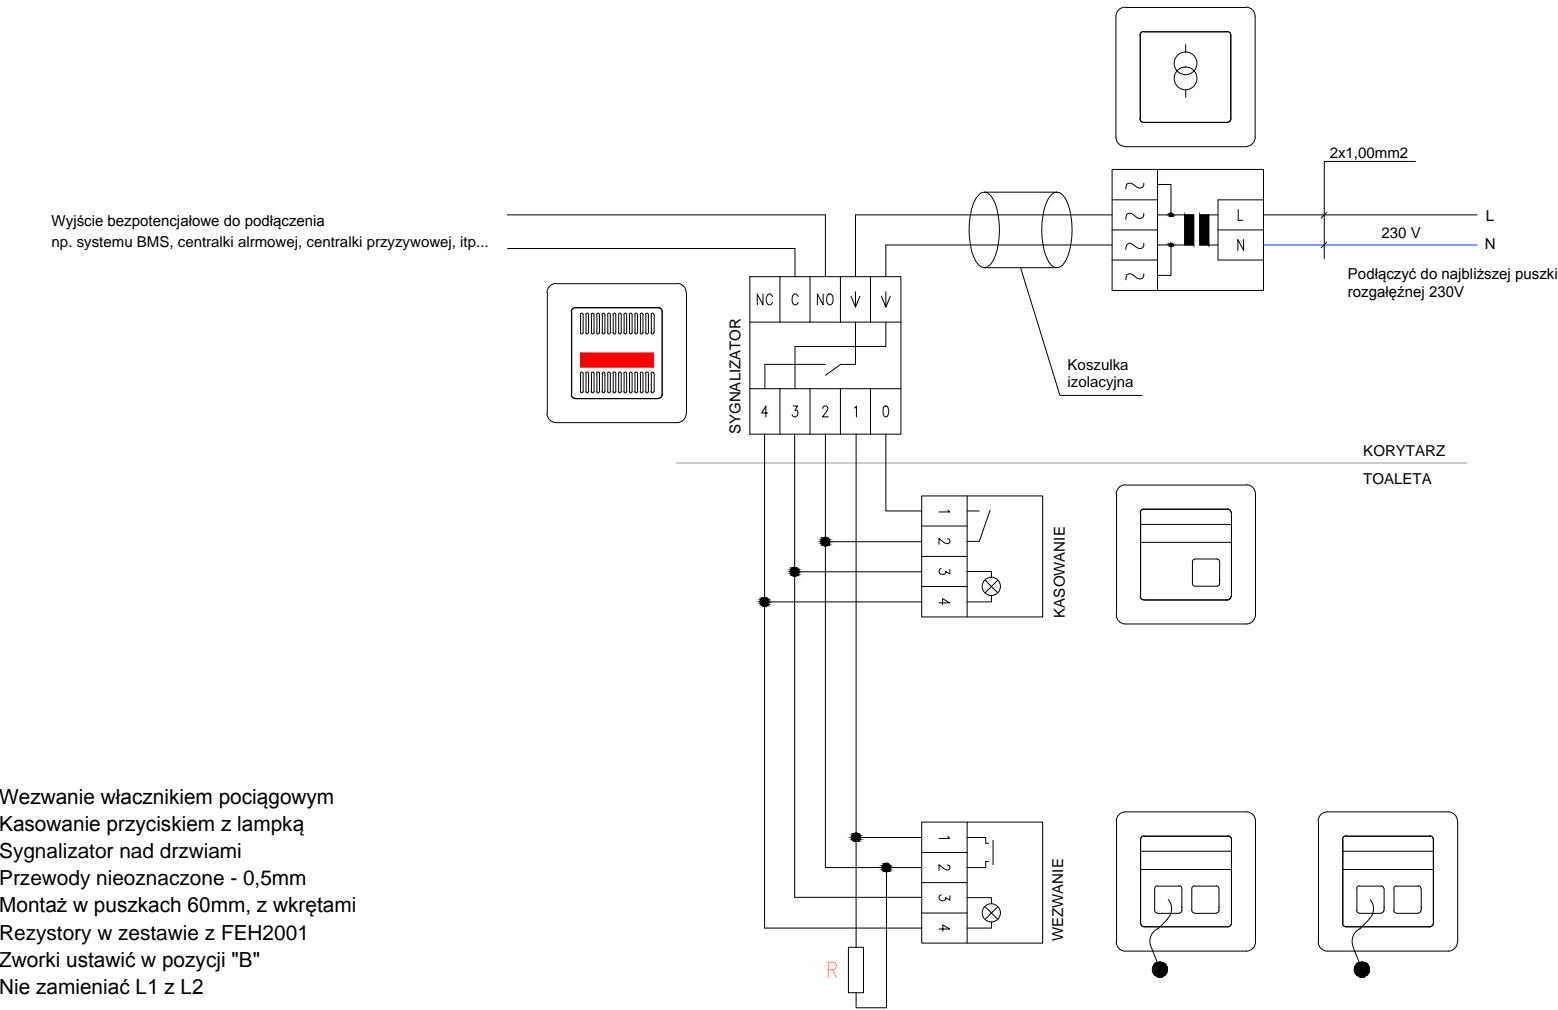 2x1,00mm2
Wyjście bezpotencjałowe do podłączenia
np. systemu BMS, centralki alrmowej, centralki przyzywowej, itp...
L
L
230 V
N
N
Podłączyć do najbliższej puszki
rozgałęźnej 230V
NC C NO
SYGNALIZATOR
Koszulka
izolacyjna
4 3 2 1 0
KORYTARZ
TOALETA
1
2
3
4
KASOWANIE
Wezwanie włacznikiem pociągowym
Kasowanie przyciskiem z lampką
Sygnalizator nad drzwiami
Przewody nieoznaczone - 0,5mm
Montaż w puszkach 60mm, z wkrętami
Rezystory w zestawie z FEH2001
Zworki ustawić w pozycji "B"
Nie zamieniać L1 z L2
1
2
3
4
WEZWANIE
R